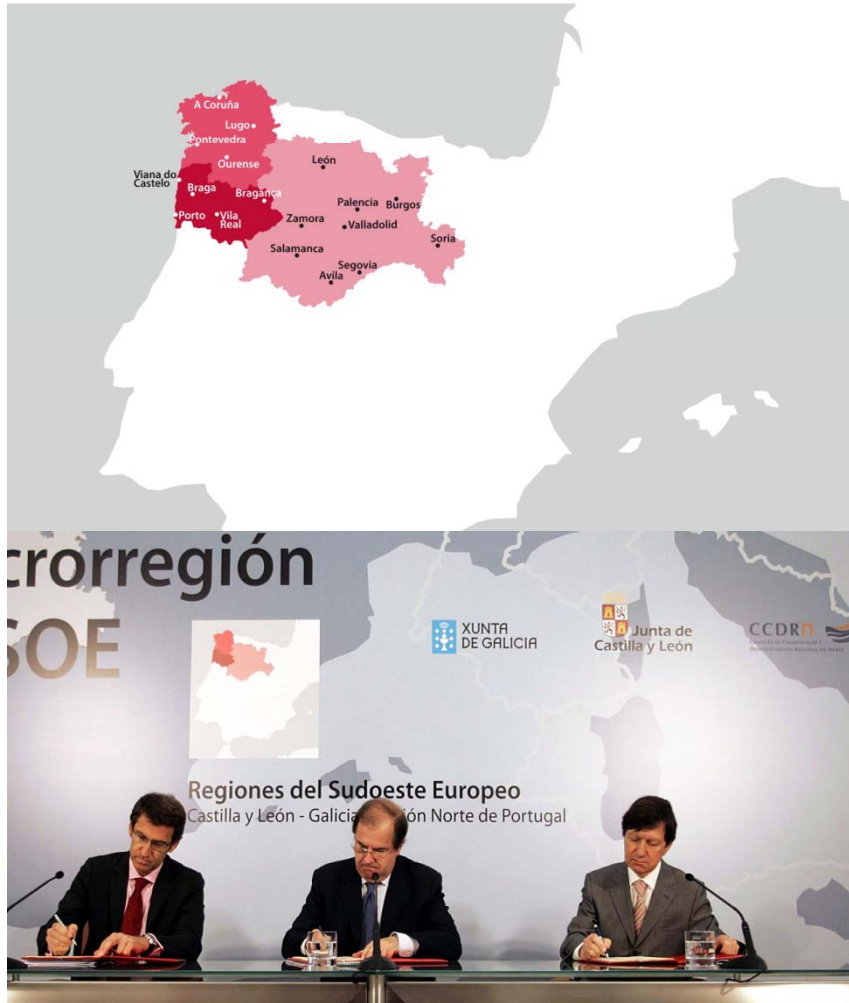 A Coruña
Lugo
Pontevedra
Ourense
León
Viana do
Castelo
Braga
Bragança
Palencia
Burgos
Porto
Vila
Real
Zamora
Valladolid
Soria
Salamanca
Segovia
Avila
crorregión
SOE
XUNTA
DE GALICIA
Junta de
Castilla y León
CCDRn
Regiones del Sudoeste Europeo
Castilla y León - Galicia ión Norte de Portugal